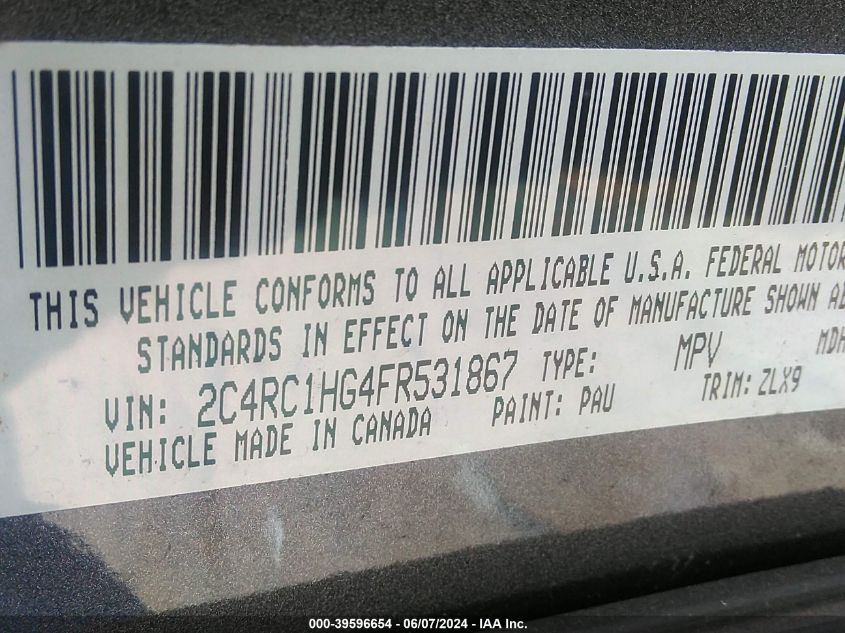 THIS VEHICLE CONFORMS TO ALL APPLICABLE U.S.A. FEDERAL MOTOR
STANDARDS IN EFFECT ON THE DATE OF MANUFACTURE SHOWN
VIN: 2C4RC1HG4FR531867 TYPE: MPV MDH
VEHICLE MADE IN CANADA PAINT: PAU TRIM: ZLX9
000-39596654 - 06/07/2024 - IAA Inc.